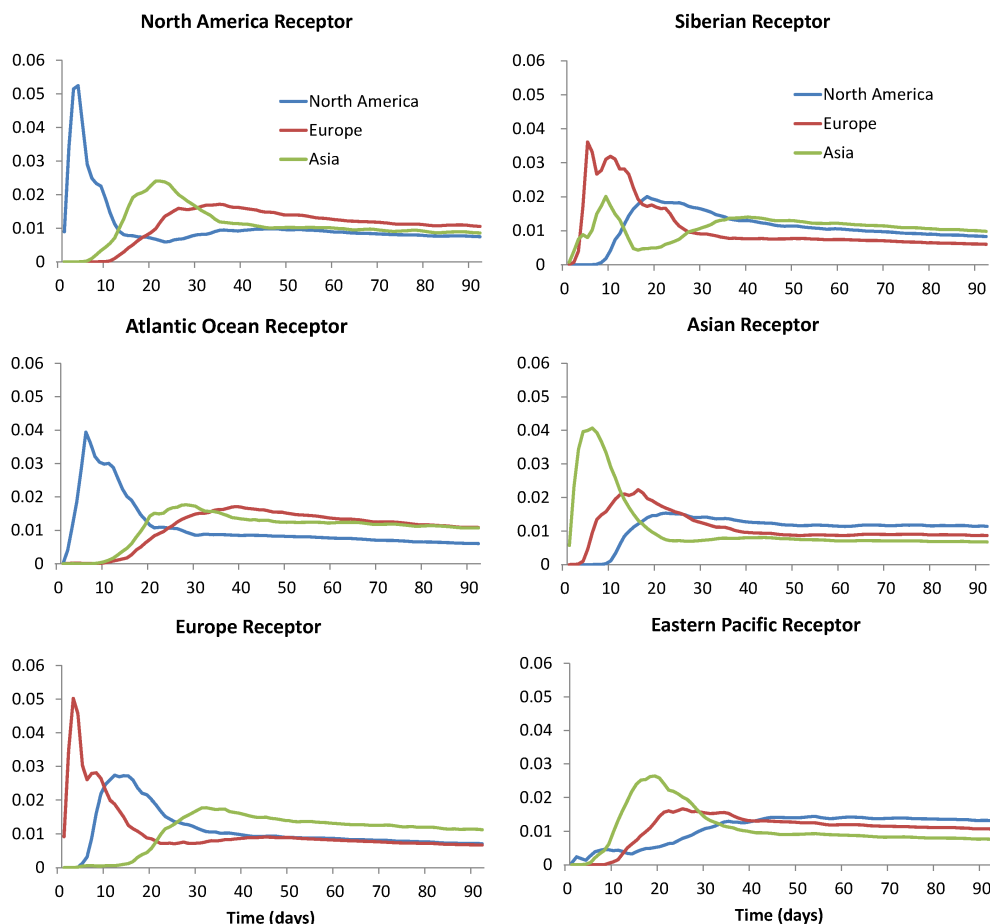 North America Receptor
0.06
0.05
0.04
0.03
0.02
0.01
0
0 10 20 30 40 50 60 70 80 90
North America
Europe
Asia
Siberian Receptor
0.06
0.05
0.04
0.03
0.02
0.01
0
0 10 20 30 40 50 60 70 80 90
North America
Europe
Asia
Atlantic Ocean Receptor
0.06
0.05
0.04
0.03
0.02
0.01
0
0 10 20 30 40 50 60 70 80 90
Asian Receptor
0.06
0.05
0.04
0.03
0.02
0.01
0
0 10 20 30 40 50 60 70 80 90
Europe Receptor
0.06
0.05
0.04
0.03
0.02
0.01
0
0 10 20 30 40 50 60 70 80 90
Time (days)
Eastern Pacific Receptor
0.06
0.05
0.04
0.03
0.02
0.01
0
0 10 20 30 40 50 60 70 80 90
Time (days)